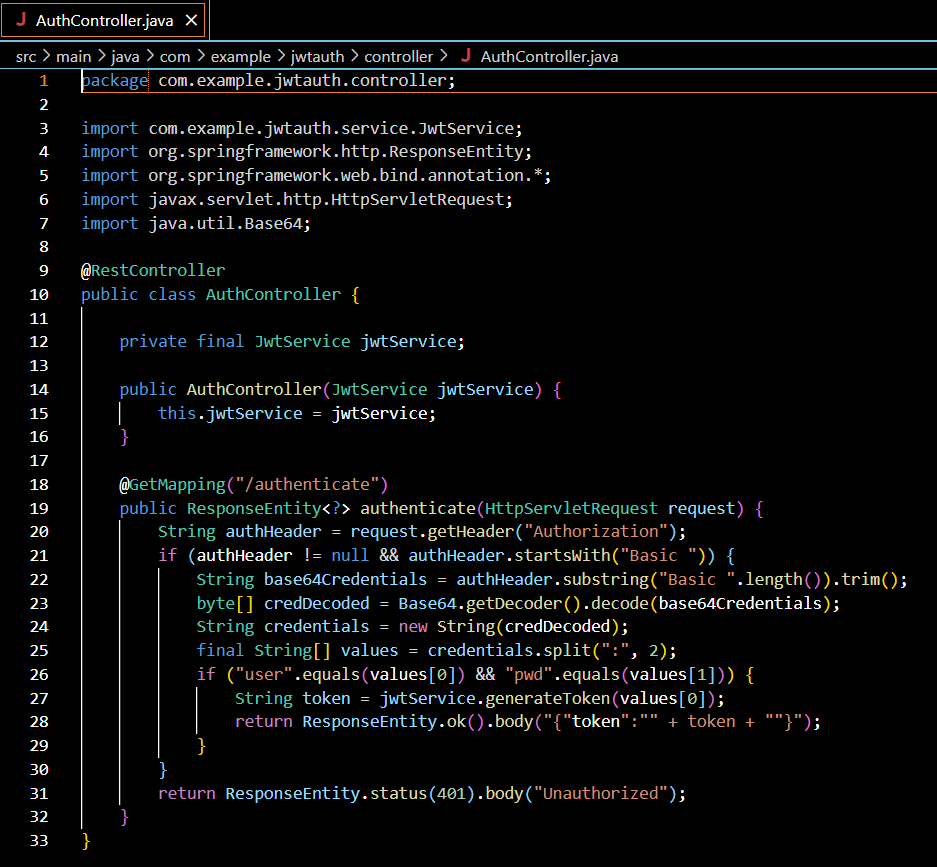 AuthController.java
src > main > java > com > example > jwtauth > controller > AuthController.java
1 package com.example.jwtauth.controller;
2
3 import com.example.jwtauth.service.JwtService;
4 import org.springframework.http.ResponseEntity;
5 import org.springframework.web.bind.annotation.*;
6 import javax.servlet.http.HttpServletRequest;
7 import java.util.Base64;
8
9 @RestController
10 public class AuthController {
11
12     private final JwtService jwtService;
13
14     public AuthController(JwtService jwtService) {
15         this.jwtService = jwtService;
16     }
17
18     @GetMapping("/authenticate")
19     public ResponseEntity<?> authenticate(HttpServletRequest request) {
20         String authHeader = request.getHeader("Authorization");
21         if (authHeader != null && authHeader.startsWith("Basic ")) {
22             String base64Credentials = authHeader.substring("Basic ".length()).trim();
23             byte[] credDecoded = Base64.getDecoder().decode(base64Credentials);
24             String credentials = new String(credDecoded);
25             final String[] values = credentials.split(":", 2);
26             if ("user".equals(values[0]) && "pwd".equals(values[1])) {
27                 String token = jwtService.generateToken(values[0]);
28                 return ResponseEntity.ok().body("{"token":"" + token + ""}");
29             }
30         }
31         return ResponseEntity.status(401).body("Unauthorized");
32     }
33 }